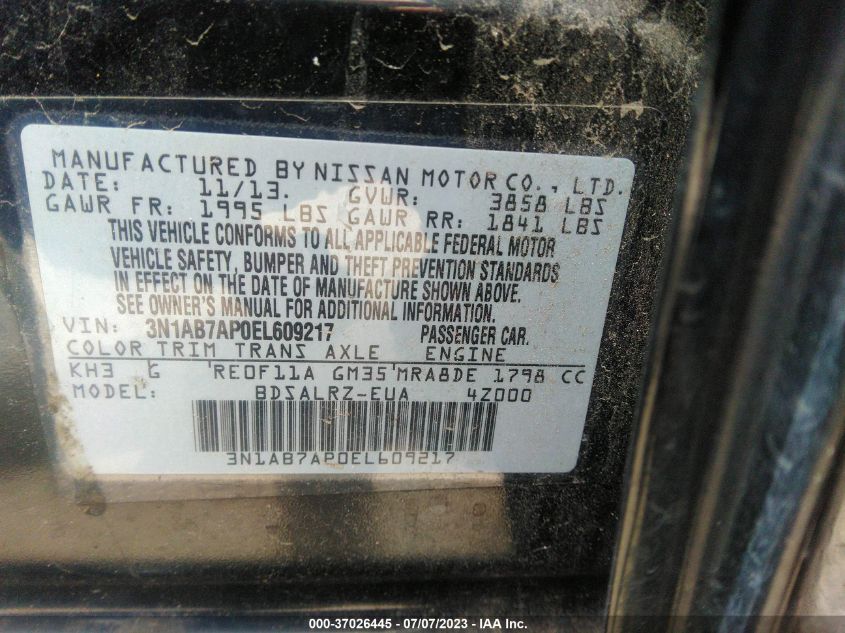 MANUFACTURED BY NISSAN MOTOR CO., LTD.
DATE: 11/13. GVWR: 3858 LBS
GAWR FR: 1995 LBS GAWR RR: 1841 LBS
THIS VEHICLE CONFORMS TO ALL APPLICABLE FEDERAL MOTOR
VEHICLE SAFETY, BUMPER AND THEFT PREVENTION STANDARDS
IN EFFECT ON THE DATE OF MANUFACTURE SHOWN ABOVE.
SEE OWNER'S MANUAL FOR ADDITIONAL INFORMATION.
VIN: 3N1AB7AP0EL609217 PASSENGER CAR.
COLOR TRIM TRANS AXLE ENGINE
KH3 G 'RE0F11A GM35'MRA8DE 1798 CC
MODEL: BDSALRZ-EUA 4Z000
3N1AB7AP0EL609217
000-37026445 - 07/07/2023 - IAA Inc.